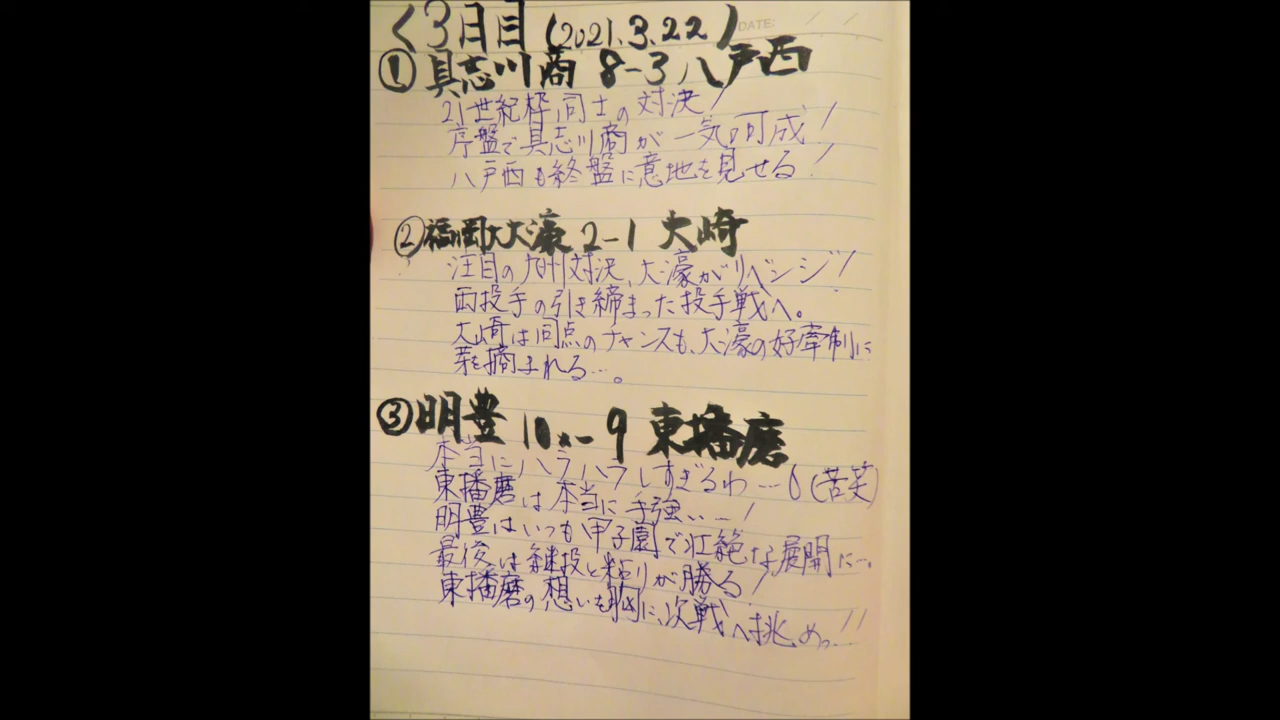 <3日目(2021.3.22)
DATE: / /
① 具志川商 8-3 八戸西
21世紀枠同士の対決!
序盤で具志川商が一気呵成!
八戸西も終盤に意地を見せる!
②福岡大大濠 2-1 大崎
注目の九州対決、大濠がリベンジ!
両投手の引き締まった投手戦へ。
大崎は同点のチャンスも、大濠の好牽制に
芽を摘まれる…。
③明豊 10x-9 東播磨
本当にハラハラしすぎるわ…(苦笑)
東播磨は本当に手強い…!
明豊はいつも甲子園で壮絶な展開に…。
最後は継投と粘りが勝る!
東播磨の想いを胸に、次戦へ挑め…!!